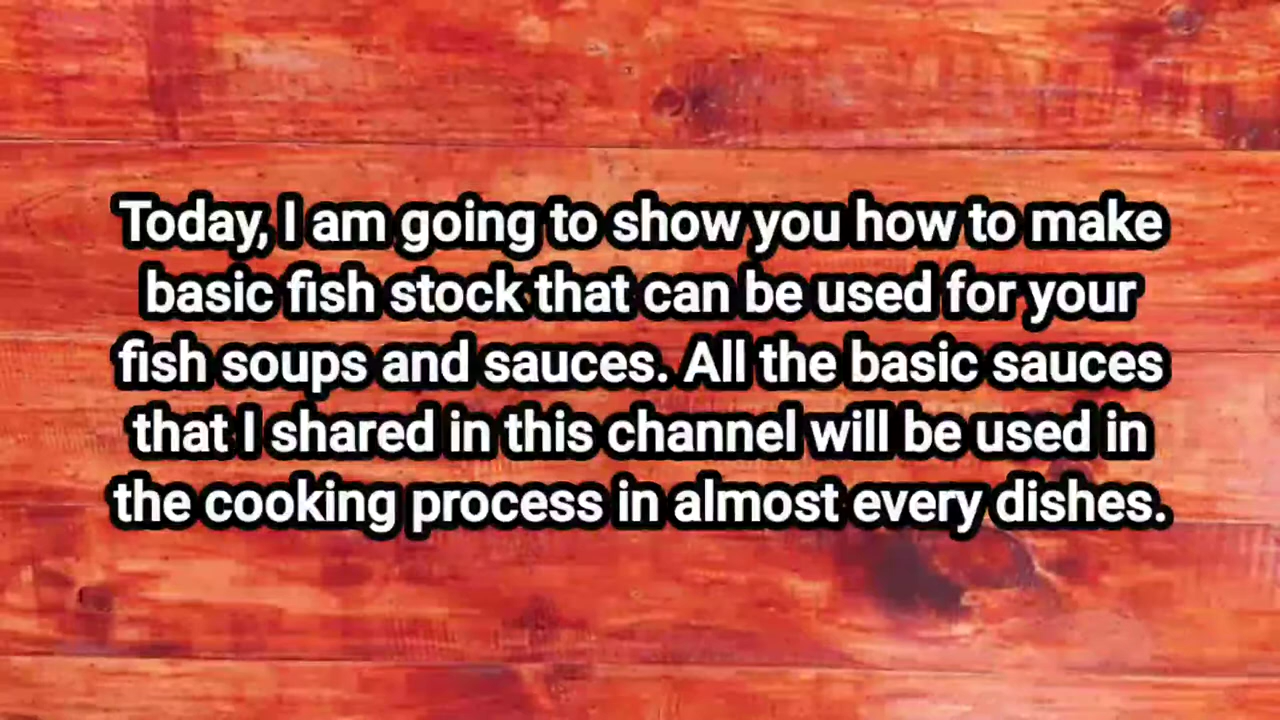 Today, I am going to show you how to make
basic fish stock that can be used for your
fish soups and sauces. All the basic sauces
that I shared in this channel will be used in
the cooking process in almost every dishes.